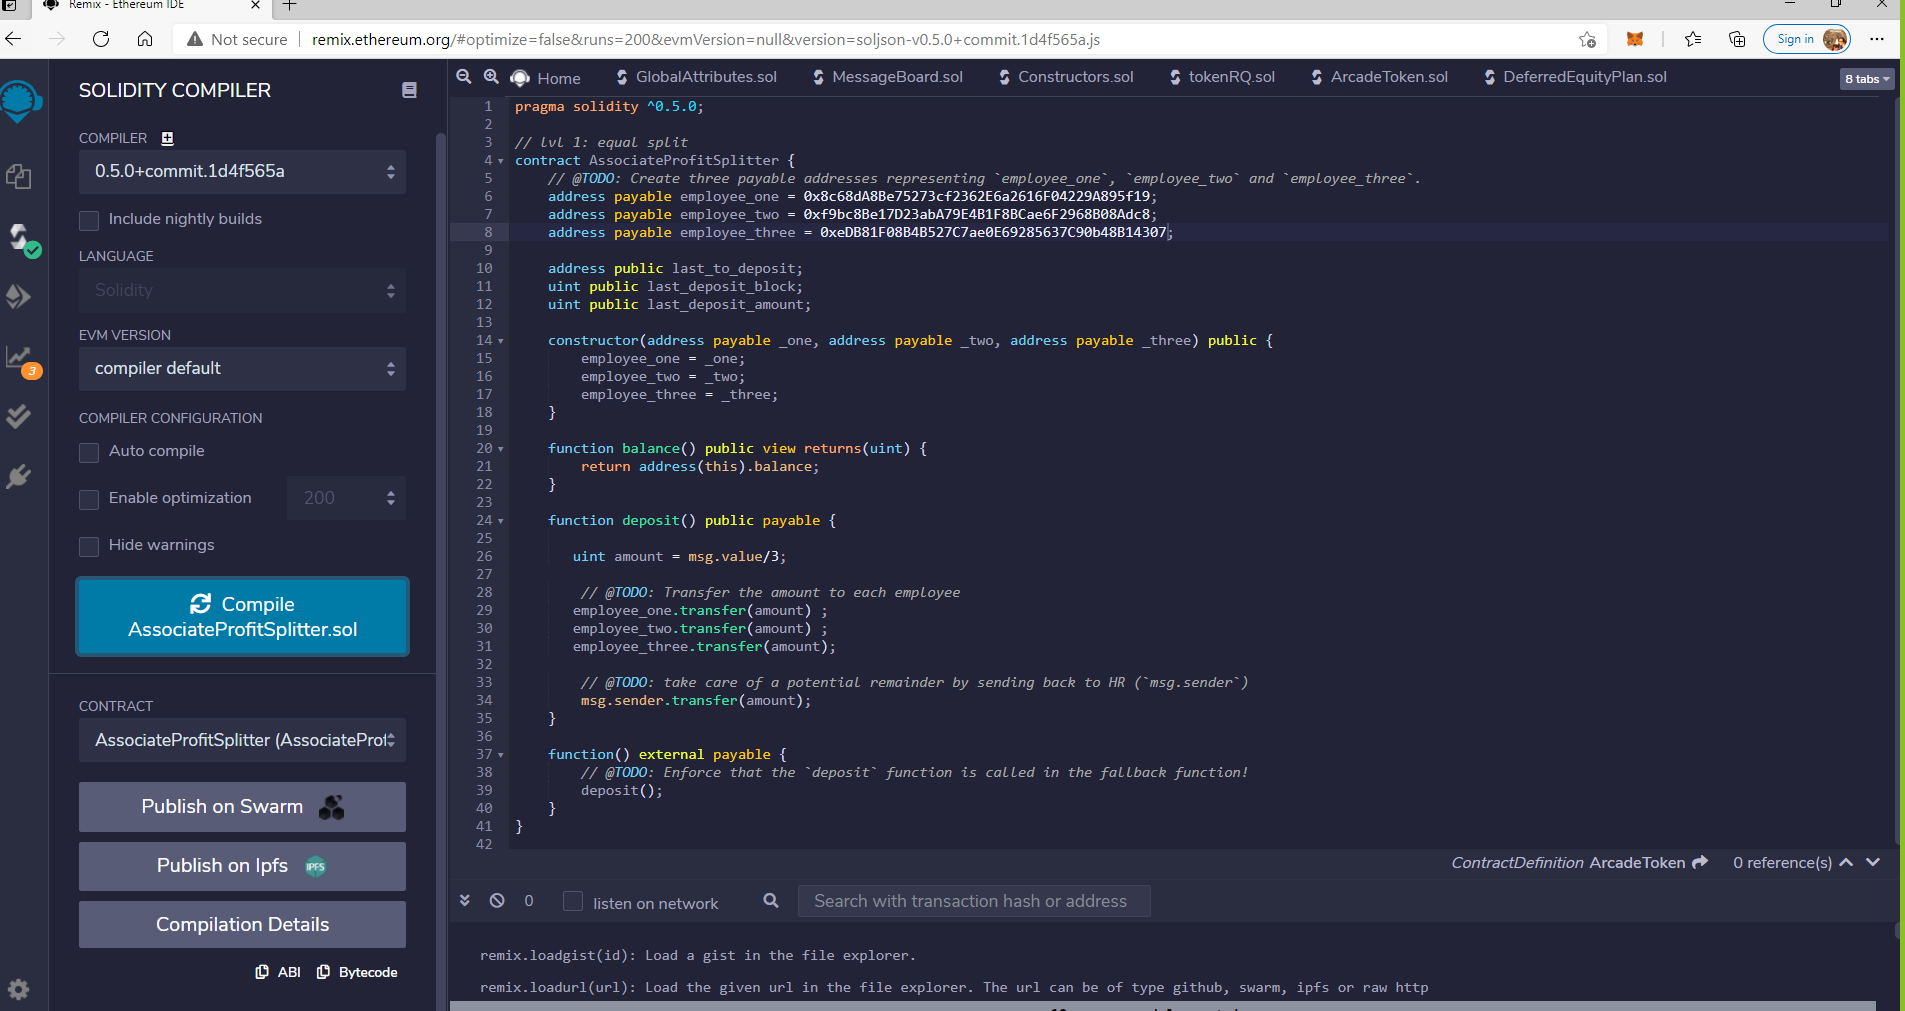 Remix - Ethereum IDE
Not secure
remix.ethereum.org/#optimize=false&runs=200&evmVersion=null&version=soljson-v0.5.0+commit.1d4f565a.js
Sign in
SOLIDITY COMPILER
COMPILER
0.5.0+commit.1d4f565a
Include nightly builds
LANGUAGE
Solidity
EVM VERSION
compiler default
COMPILER CONFIGURATION
Auto compile
Enable optimization
200
Hide warnings
3
Compile
AssociateProfitSplitter.sol
CONTRACT
AssociateProfitSplitter (AssociateProf
Publish on Swarm
Publish on Ipfs
IPFS
Compilation Details
ABI
Bytecode
Home
GlobalAttributes.sol
MessageBoard.sol
Constructors.sol
tokenRQ.sol
ArcadeToken.sol
DeferredEquityPlan.sol
8 tabs
1 pragma solidity ^0.5.0;
2
3 // lvl 1: equal split
4 contract AssociateProfitSplitter {
5 // @TODO: Create three payable addresses representing `employee_one`, `employee_two` and `employee_three`.
6 address payable employee_one = 0x8c68dA8Be75273cf2362E6a2616F04229A895f19;
7 address payable employee_two = 0xf9bc8Be17D23abA79E4B1F8BCae6F2968B08Adc8;
8 address payable employee_three = 0xeDB81F08B4B527C7ae0E69285637C90b48B14307;
9
10 address public last_to_deposit;
11 uint public last_deposit_block;
12 uint public last_deposit_amount;
13
14 constructor(address payable _one, address payable _two, address payable _three) public {
15 employee_one = _one;
16 employee_two = _two;
17 employee_three = _three;
18 }
19
20 function balance() public view returns(uint) {
21 return address(this).balance;
22 }
23
24 function deposit() public payable {
25
26 uint amount = msg.value/3;
27
28 // @TODO: Transfer the amount to each employee
29 employee_one.transfer(amount) ;
30 employee_two.transfer(amount) ;
31 employee_three.transfer(amount);
32
33 // @TODO: take care of a potential remainder by sending back to HR (`msg.sender`)
34 msg.sender.transfer(amount);
35 }
36
37 function() external payable {
38 // @TODO: Enforce that the `deposit` function is called in the fallback function!
39 deposit();
40 }
41 }
42
ContractDefinition ArcadeToken
0 reference(s)
0
listen on network
Search with transaction hash or address
remix.loadgist(id): Load a gist in the file explorer.
remix.loadurl(url): Load the given url in the file explorer. The url can be of type github, swarm, ipfs or raw http